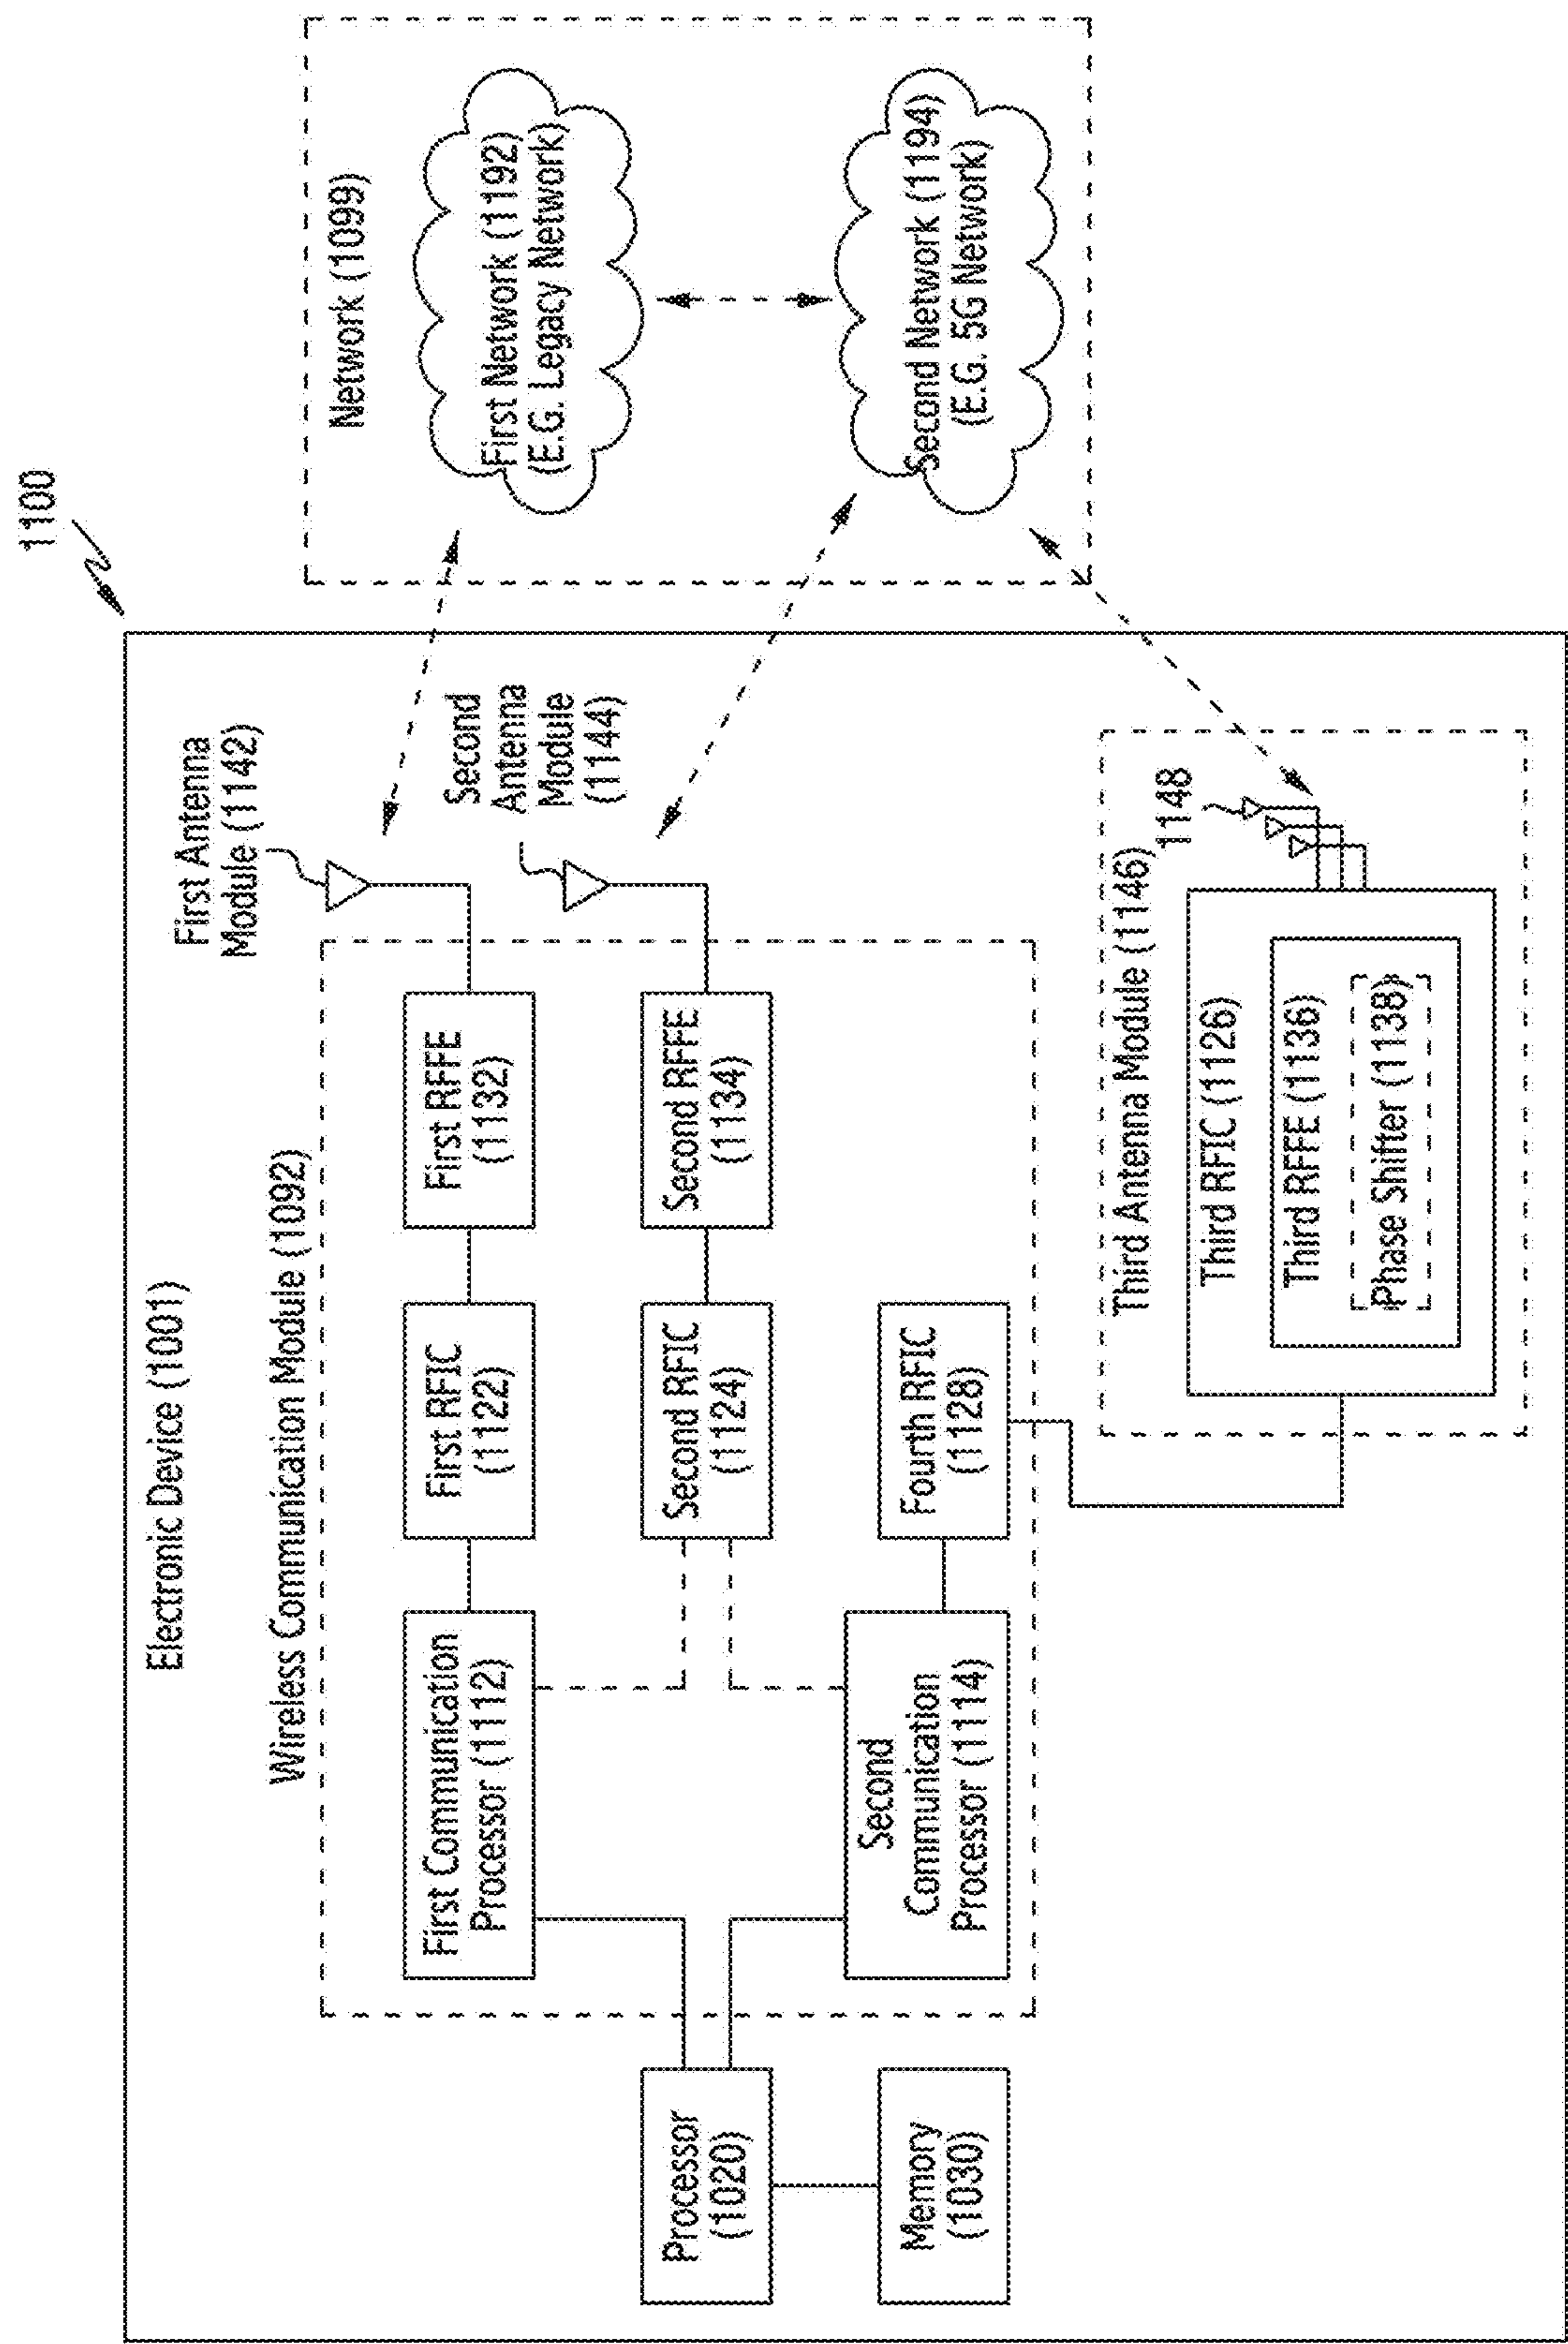 1100
Electronic Device (1001)
Wireless Communication Module (1092)
First Antenna
Module (1142)
Second
Antenna
Module
(1144)
Network (1099)
First Network (1192)
(E.G. Legacy Network)
Second Network (1194)
(E.G. 5G Network)
First Communication
Processor (1112)
First RFIC
(1122)
First RFFE
(1132)
Second RFIC
(1124)
Second RFFE
(1134)
Processor
(1020)
Memory
(1030)
Second
Communication
Processor (1114)
Fourth RFIC
(1128)
Third Antenna Module (1146)
1148
Third RFIC (1126)
Third RFFE (1136)
Phase Shifter (1138)